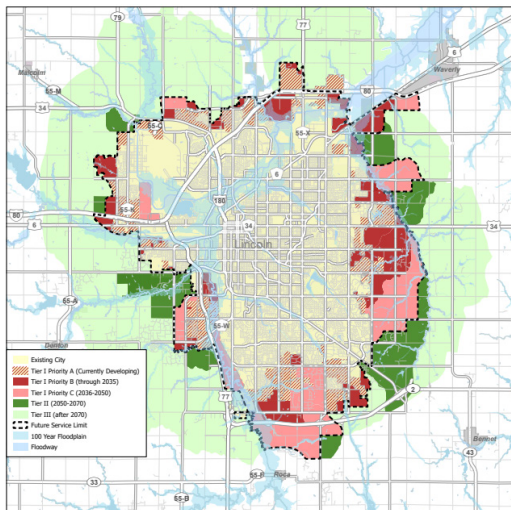 79
77
6
Waverly
Malcolm
55-M
80
34
55-C
55-X
6
180
55-K
80
6
34
Lincoln
34
55-A
Denton
55-W
Existing City
Tier I Priority A (Currently Developing)
Tier I Priority B (through 2035)
Tier I Priority C (2036-2050)
Tier II (2050-2070)
Tier III (after 2070)
Future Service Limit
100 Year Floodplain
Floodway
77
2
Bennet
43
55-F
Roca
33